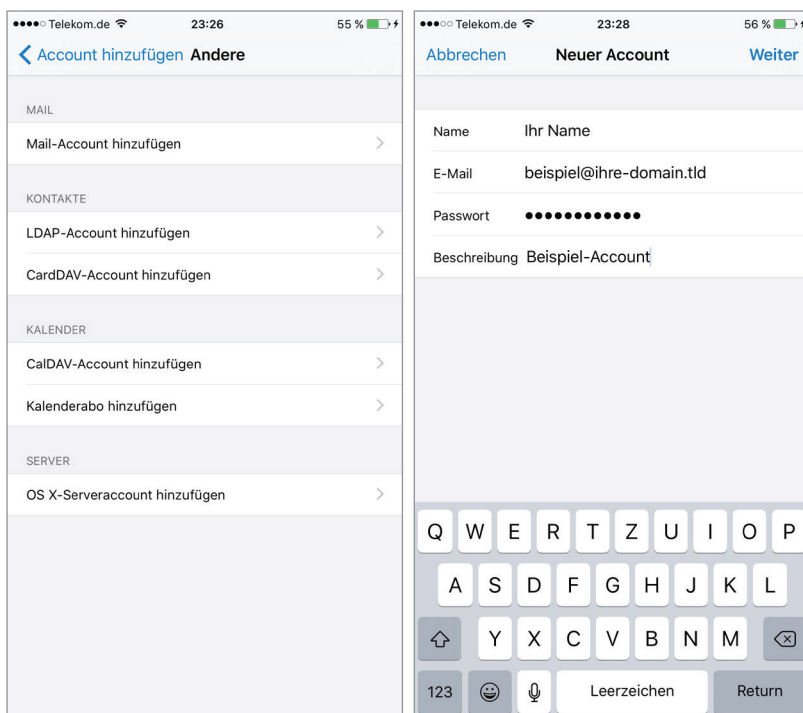 Telekom.de 23:26 55 %
Account hinzufügen Andere
MAIL
Mail-Account hinzufügen
KONTAKTE
LDAP-Account hinzufügen
CardDAV-Account hinzufügen
KALENDER
CalDAV-Account hinzufügen
Kalenderabo hinzufügen
SERVER
OS X-Serveraccount hinzufügen
Telekom.de 23:28 56 %
Abbrechen Neuer Account Weiter
Name Ihr Name
E-Mail beispiel@ihre-domain.tld
Passwort ●●●●●●●●●●●●
Beschreibung Beispiel-Account
Q W E R T Z U I O P
A S D F G H J K L
Y X C V B N M
123 Leerzeichen Return